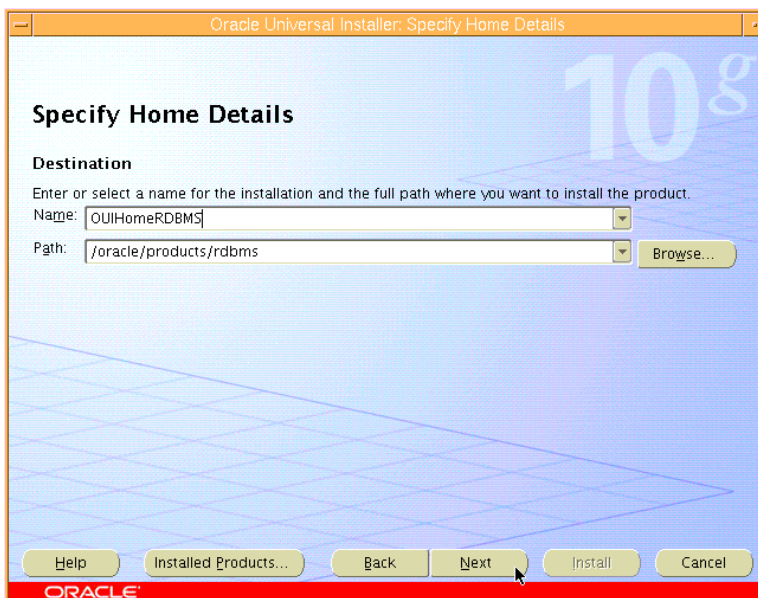 Oracle Universal Installer: Specify Home Details
10g
Specify Home Details
Destination
Enter or select a name for the installation and the full path where you want to install the product.
Name: OUIHomeRDBMS
Path: /oracle/products/rdbms Browse...
Help Installed Products... Back Next Install Cancel
ORACLE